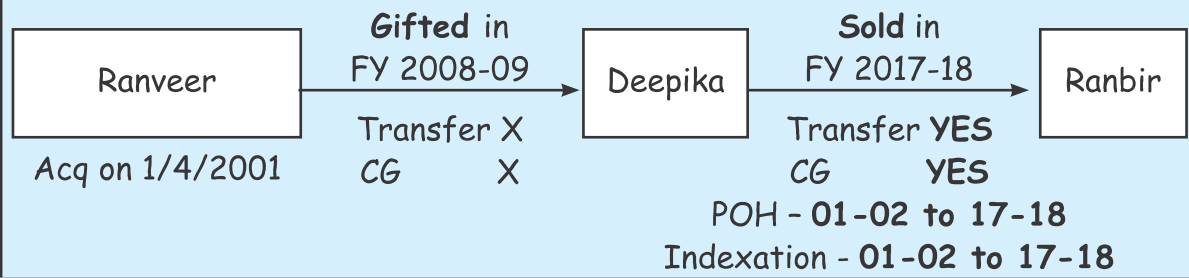 Gifted in
FY 2008-09
Sold in
FY 2017-18
Ranveer
Deepika
Ranbir
Transfer X
CG X
Transfer YES
CG YES
Acq on 1/4/2001
POH – 01-02 to 17-18
Indexation - 01-02 to 17-18